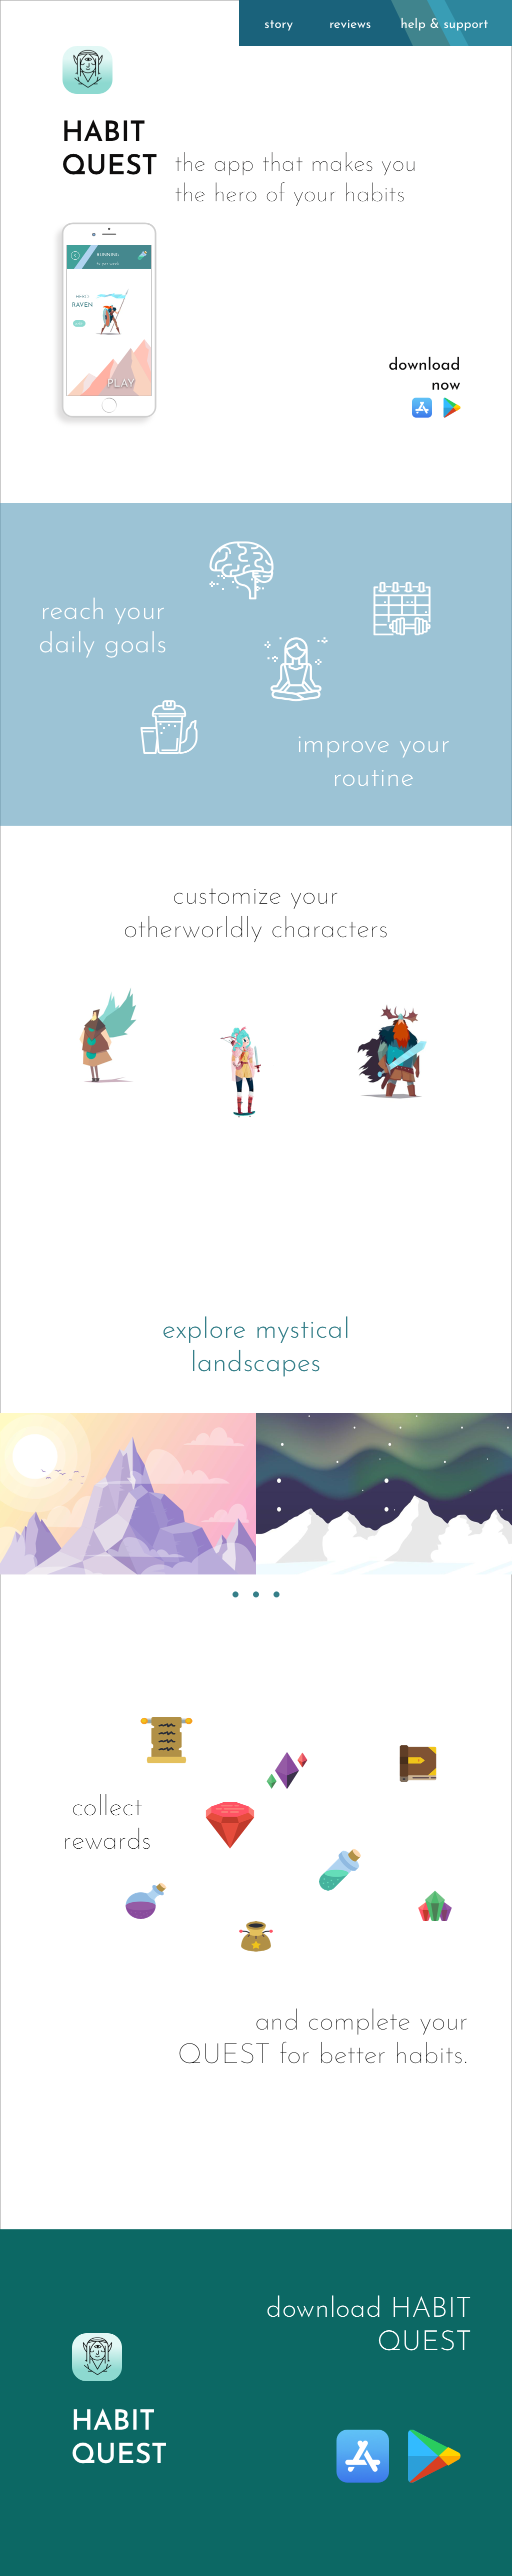 story reviews help & support
HABIT
QUEST
the app that makes you
the hero of your habits
RUNNING
HERO
RAVEN
PLAY
download
now
reach your
daily goals
improve your
routine
customize your
otherworldly characters
explore mystical
landscapes
collect
rewards
and complete your
QUEST for better habits.
download HABIT
QUEST
HABIT
QUEST